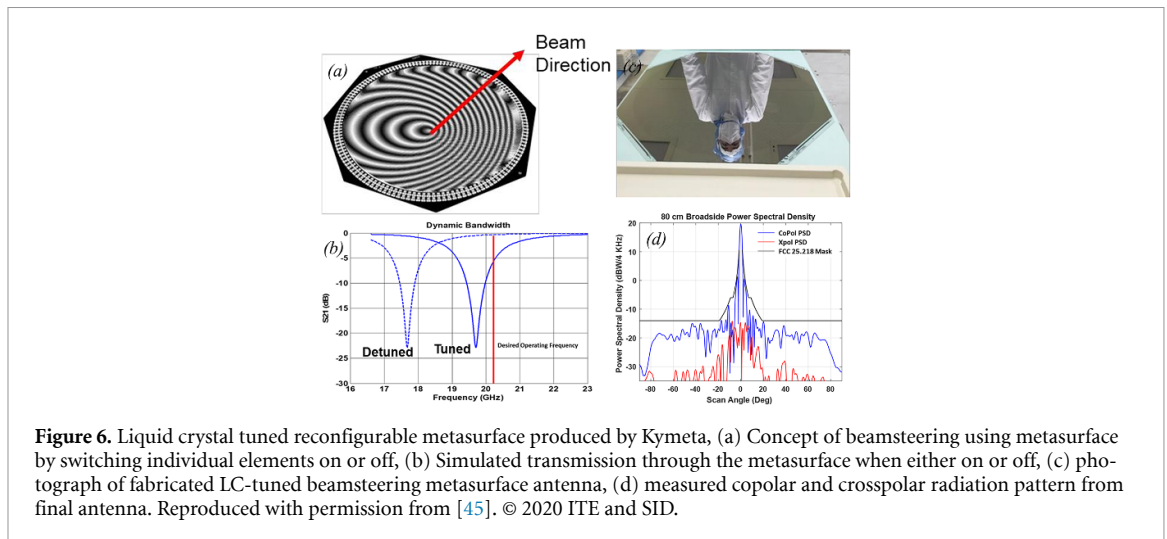 Beam
Direction
(a)
(c)
Dynamic Bandwidth
(b)
0
-5
-10
-15
-20
-25
-30
S21 (dB)
Detuned
Tuned
Desired Operating Frequency
16
17
18
19
20
21
22
23
Frequency (GHz)
80 cm Broadside Power Spectral Density
(d)
CoPol PSD
Xpol PSD
FCC 25.218 Mask
20
10
0
-10
-20
-30
Power Spectral Density (dBW/4 KHz)
-80
-60
-40
-20
0
20
40
60
80
Scan Angle (Deg)
Figure 6. Liquid crystal tuned reconfigurable metasurface produced by Kymeta, (a) Concept of beamsteering using metasurface
by switching individual elements on or off, (b) Simulated transmission through the metasurface when either on or off, (c) pho-
tograph of fabricated LC-tuned beamsteering metasurface antenna, (d) measured copolar and crosspolar radiation pattern from
final antenna. Reproduced with permission from [45]. © 2020 ITE and SID.